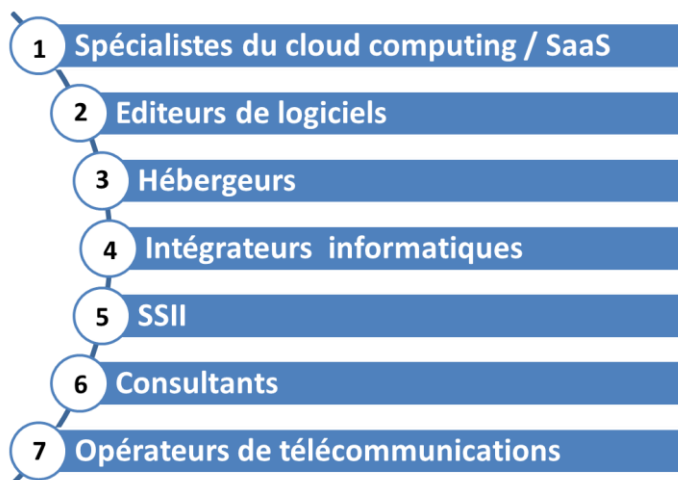 1 Spécialistes du cloud computing / SaaS
2 Editeurs de logiciels
3 Hébergeurs
4 Intégrateurs informatiques
5 SSII
6 Consultants
7 Opérateurs de télécommunications